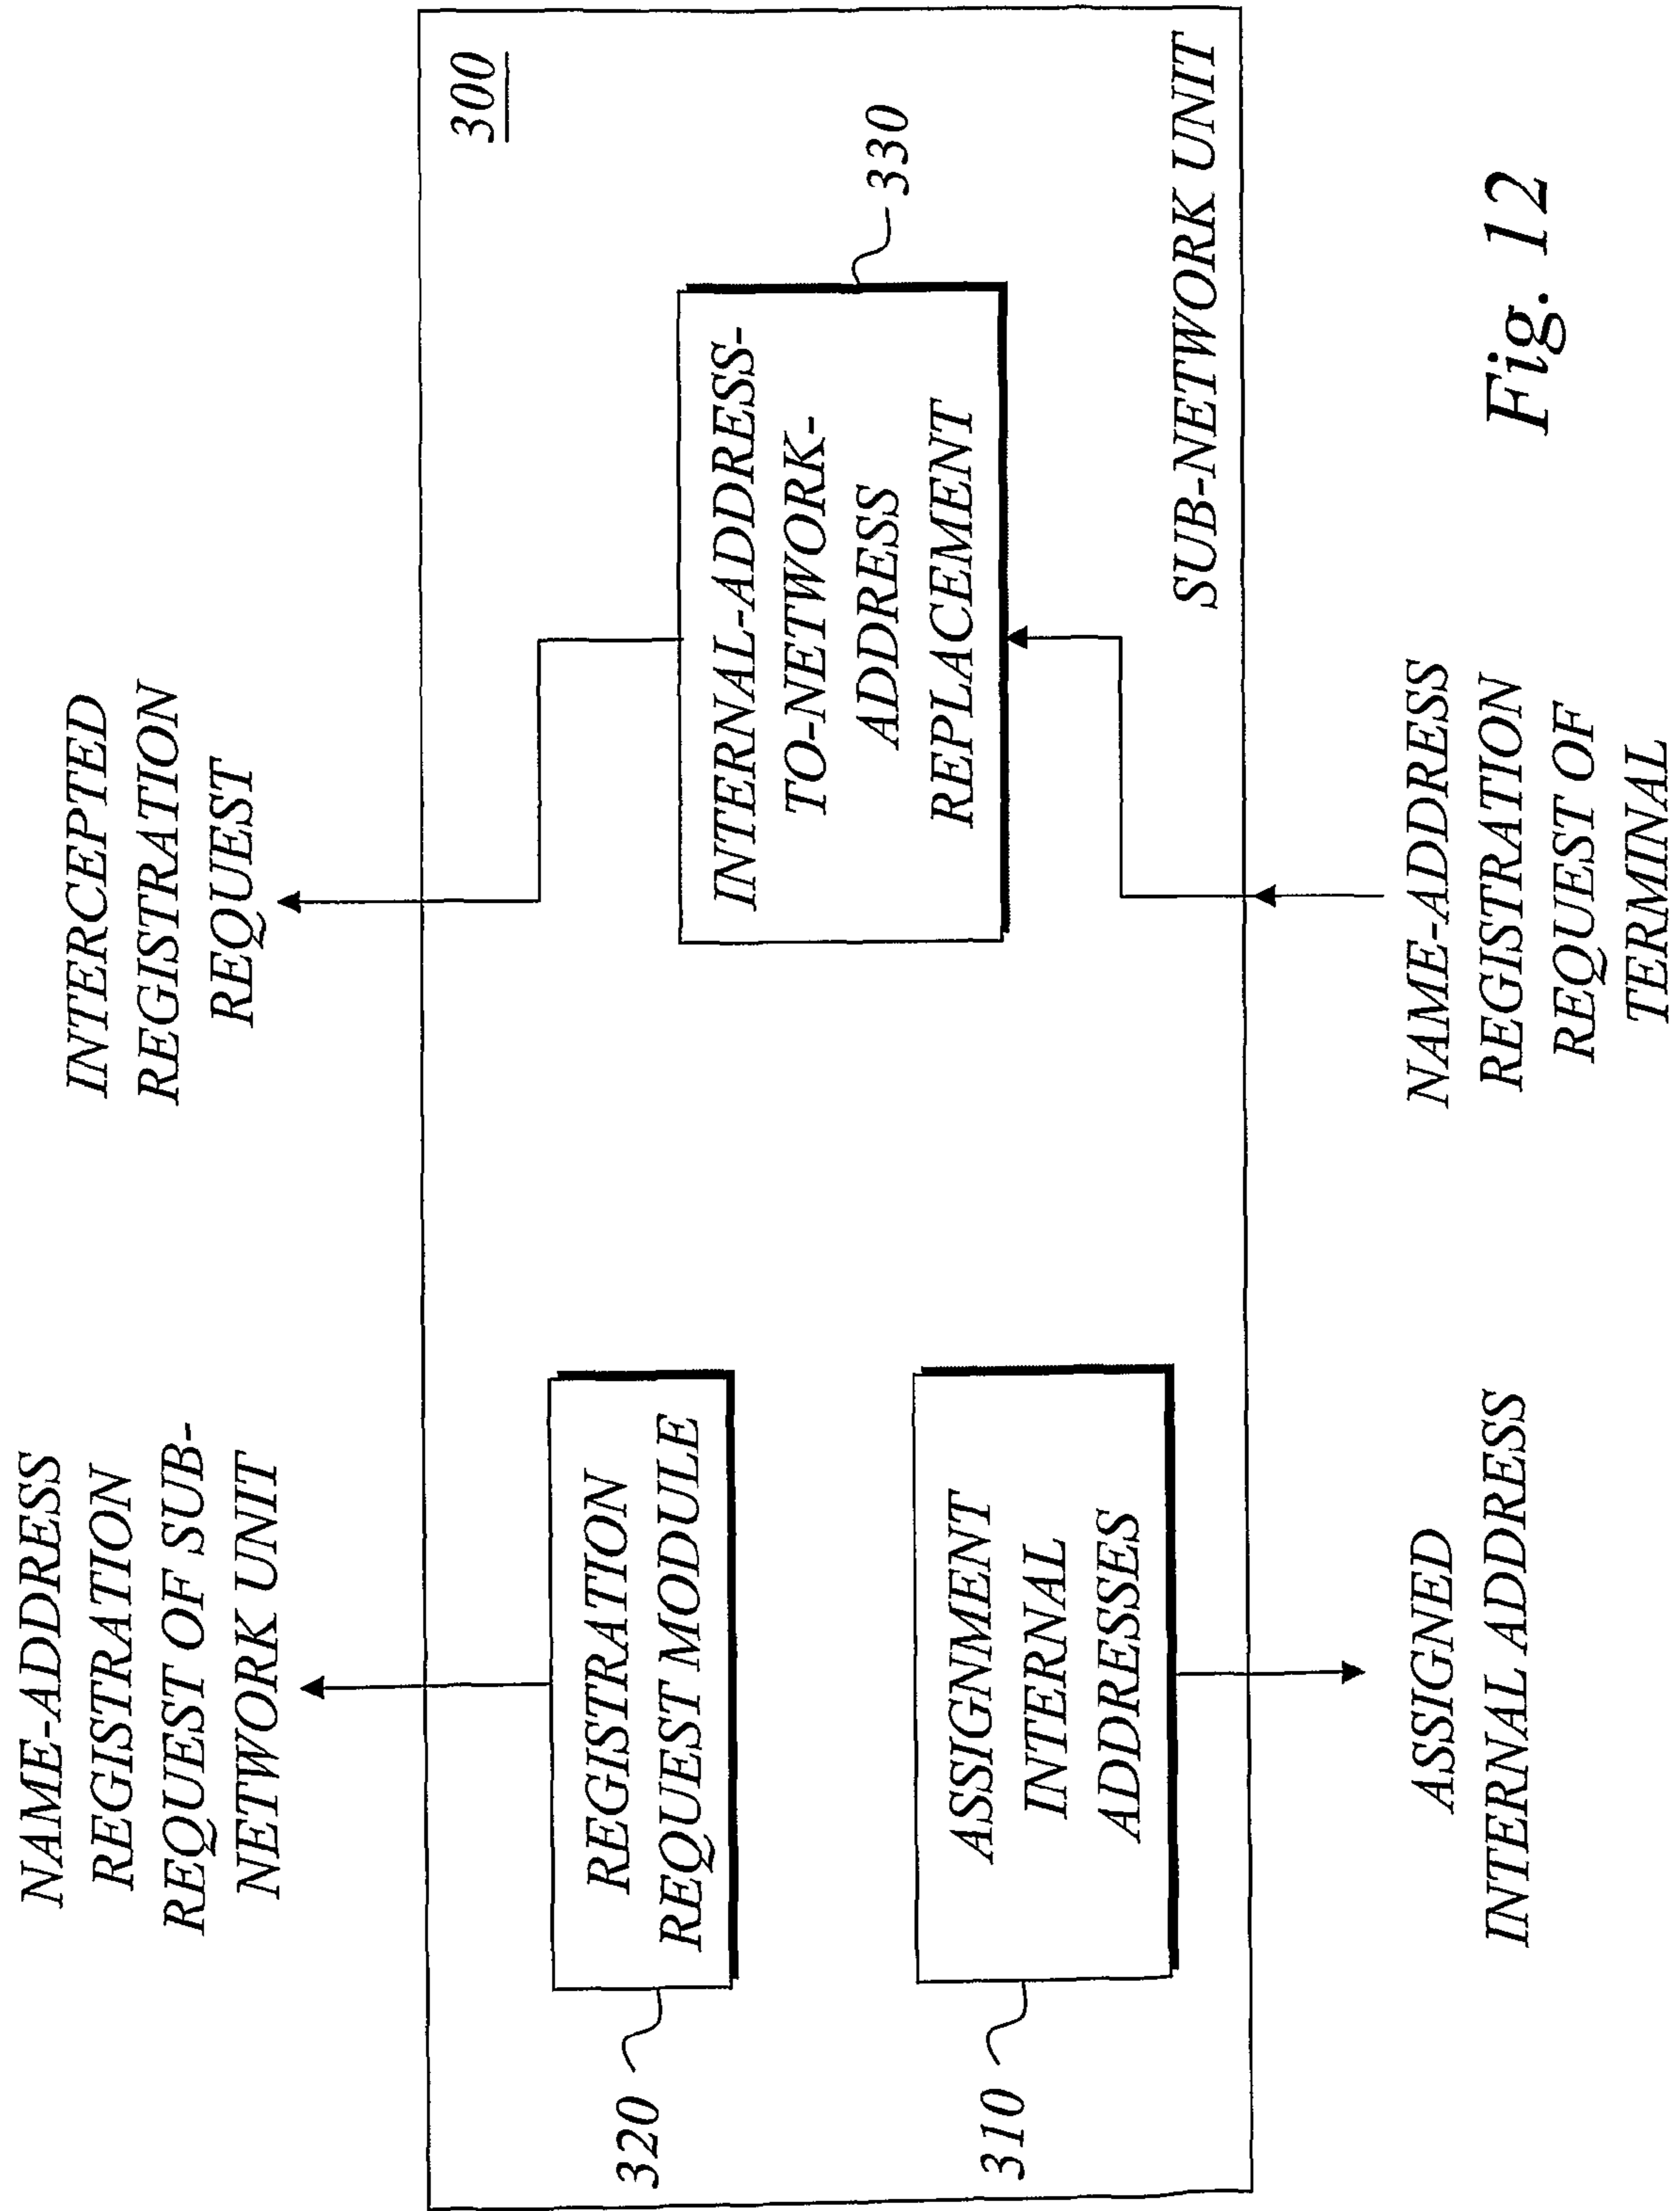 NAME-ADDRESS
REGISTRATION
REQUEST OF SUB-
NETWORK UNIT
INTERCEPTED
REGISTRATION
REQUEST
300
320
REGISTRATION
REQUEST MODULE
310
ASSIGNMENT
INTERNAL
ADDRESSES
INTERNAL-ADDRESS-
TO-NETWORK-
ADDRESS
REPLACEMENT
330
SUB-NETWORK UNIT
ASSIGNED
INTERNAL ADDRESS
NAME-ADDRESS
REGISTRATION
REQUEST OF
TERMINAL
Fig. 12